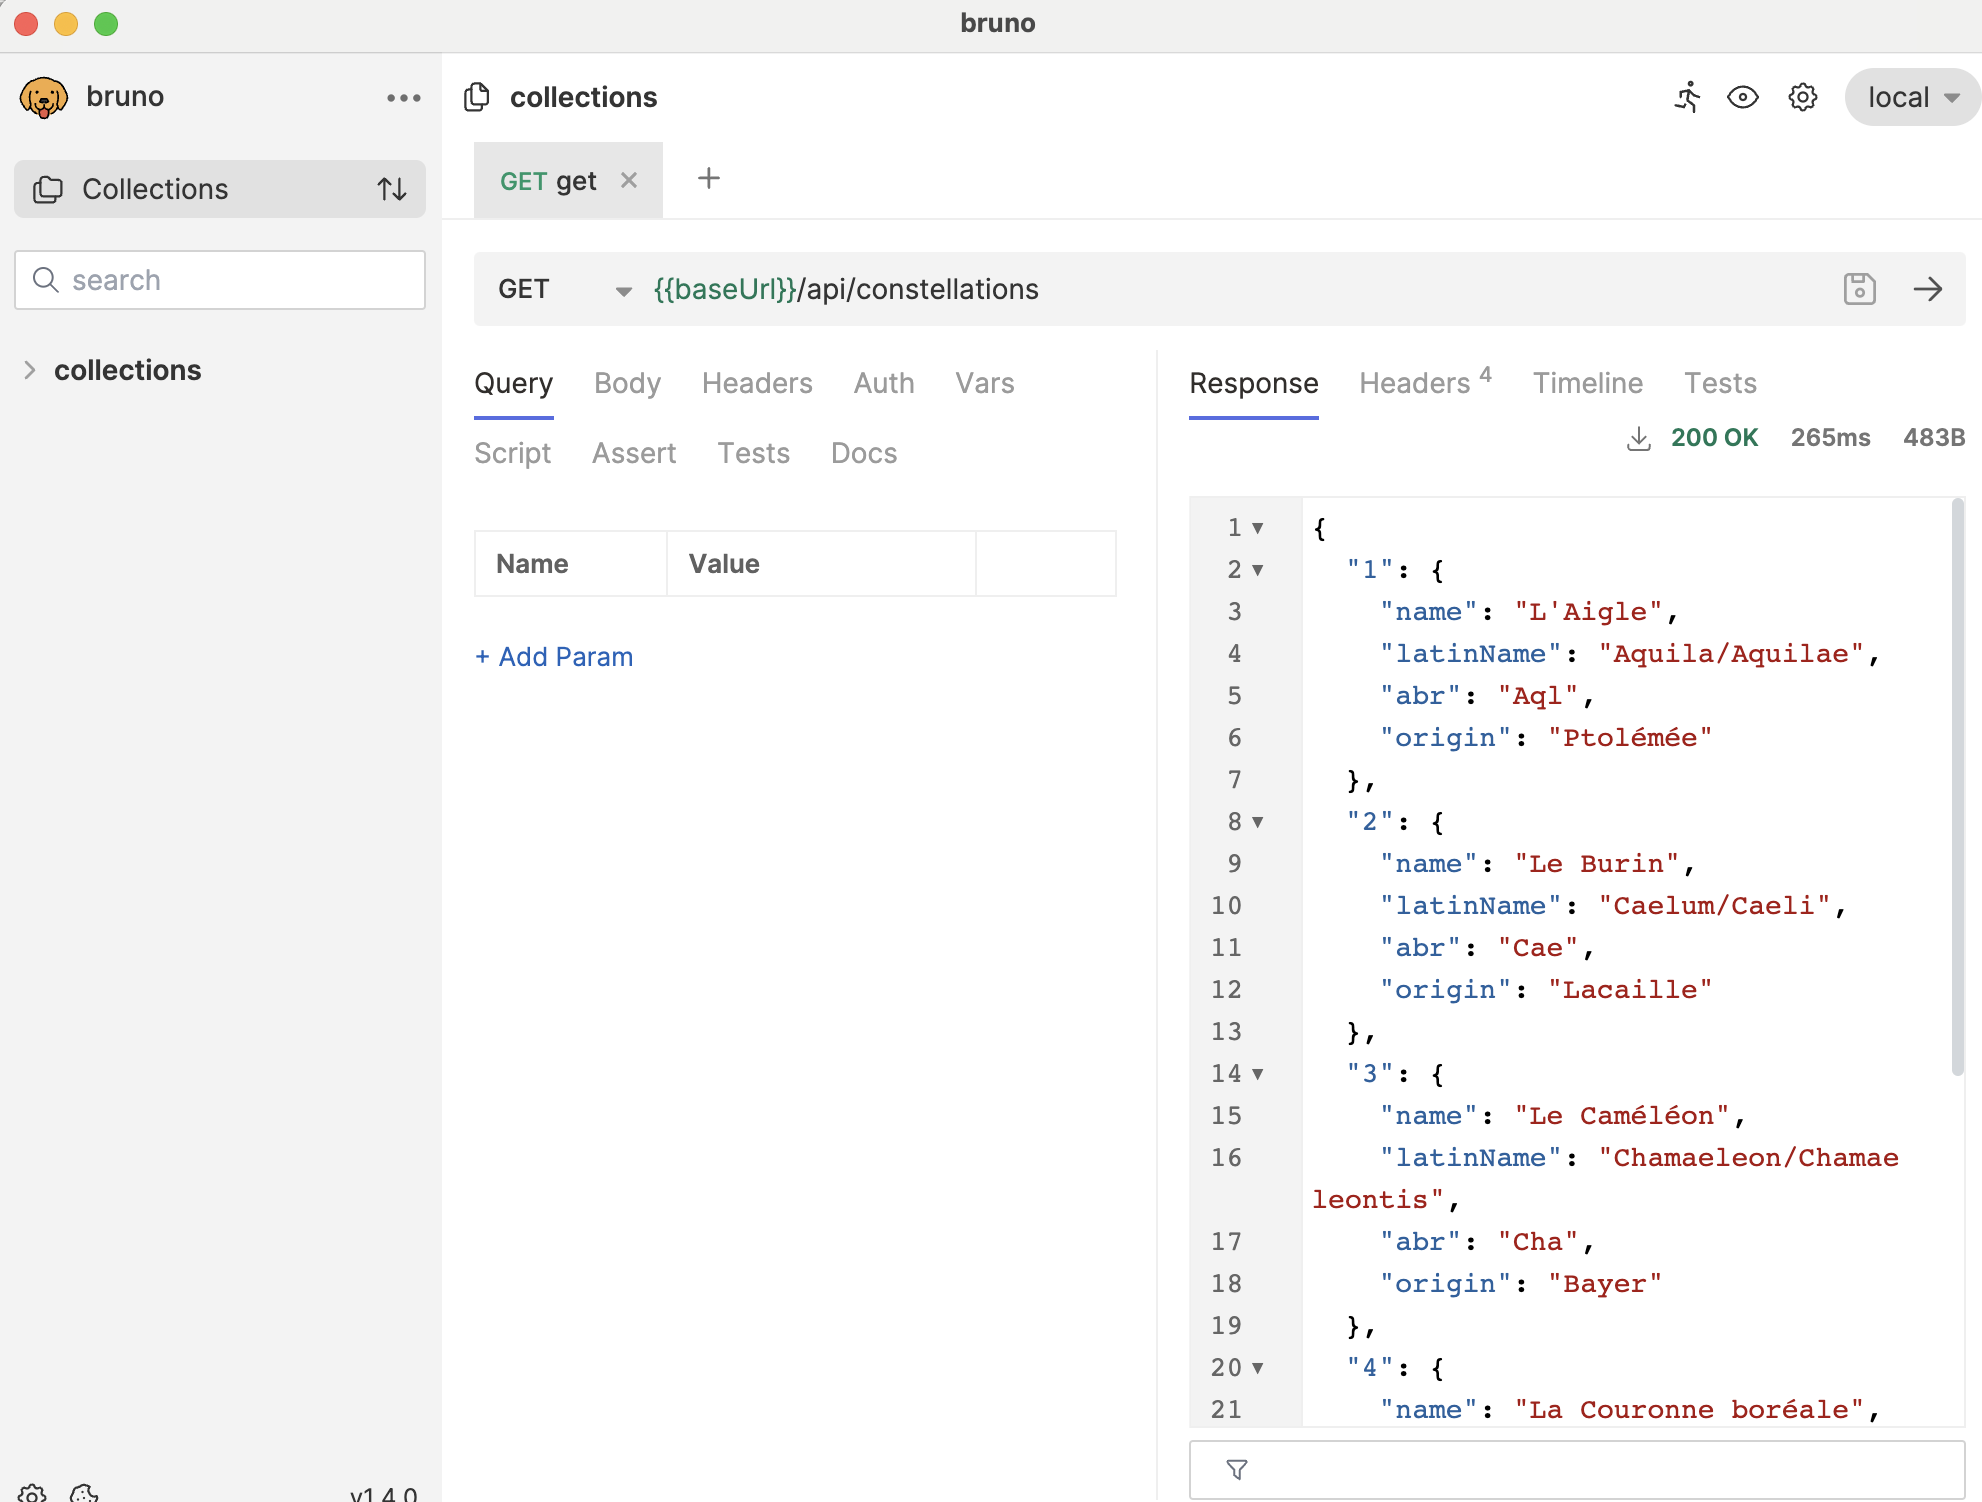 bruno
bruno
Collections
search
collections
v1.4.0
collections
local
GET get
GET {{baseUrl}}/api/constellations
Query Body Headers Auth Vars
Script Assert Tests Docs
Name Value
+ Add Param
Response Headers 4 Timeline Tests
200 OK 265ms 483B
1 {
2 "1": {
3 "name": "L'Aigle",
4 "latinName": "Aquila/Aquilae",
5 "abr": "Aql",
6 "origin": "Ptolémée"
7 },
8 "2": {
9 "name": "Le Burin",
10 "latinName": "Caelum/Caeli",
11 "abr": "Cae",
12 "origin": "Lacaille"
13 },
14 "3": {
15 "name": "Le Caméléon",
16 "latinName": "Chamaeleon/Chamae
leontis",
17 "abr": "Cha",
18 "origin": "Bayer"
19 },
20 "4": {
21 "name": "La Couronne boréale",